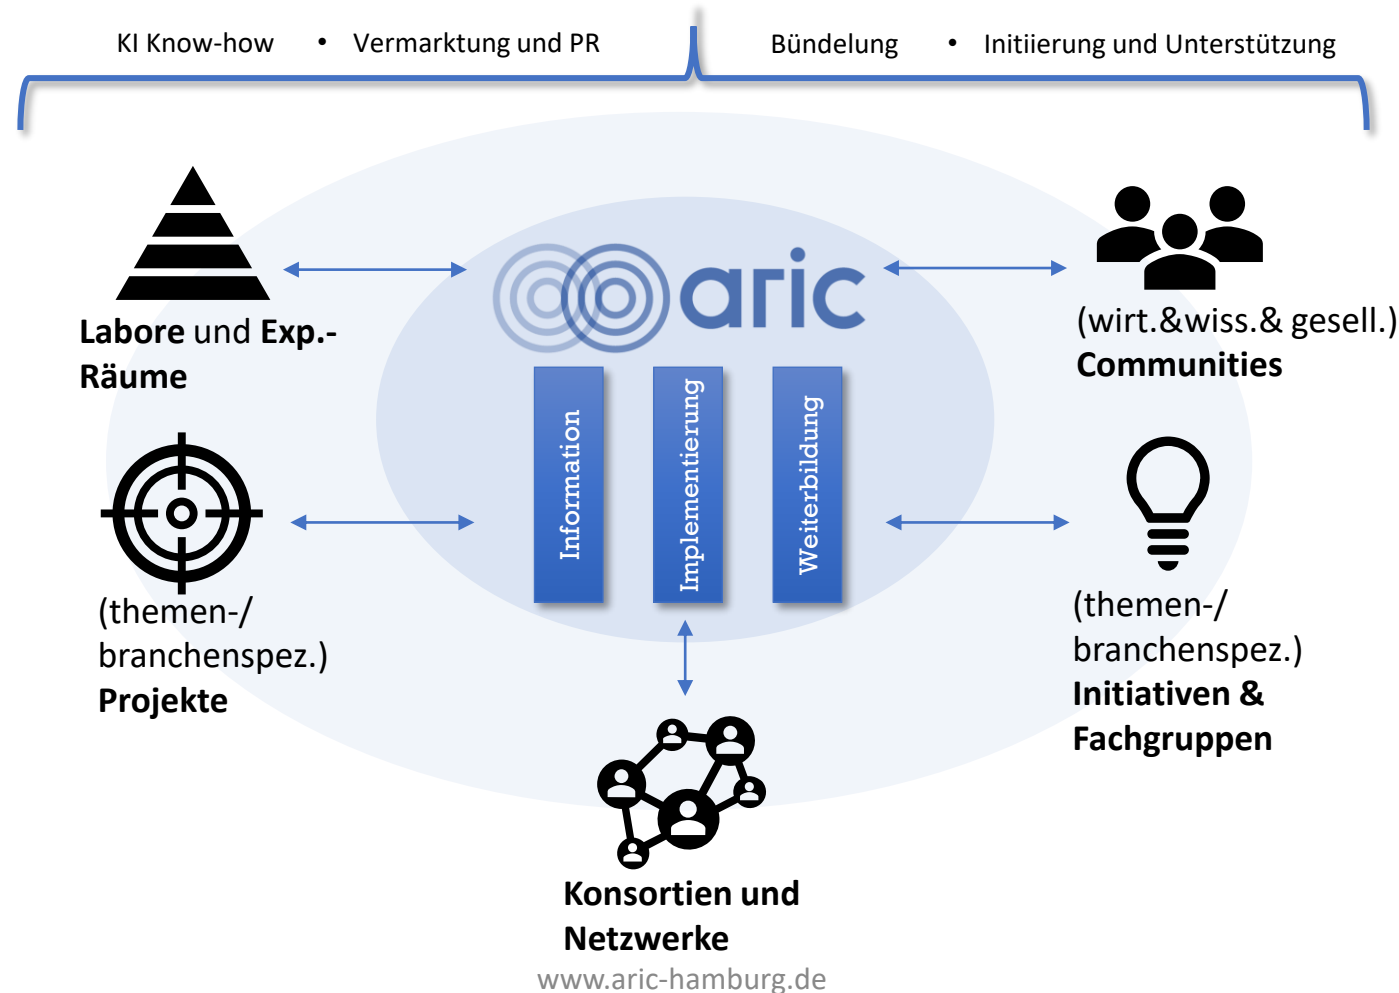 KI Know-how • Vermarktung und PR
Bündelung • Initiierung und Unterstützung
aric
Labore und Exp.-
Räume
(wirt.&wiss.& gesell.)
Communities
Information
Implementierung
Weiterbildung
(themen-/
branchenspez.)
Projekte
(themen-/
branchenspez.)
Initiativen &
Fachgruppen
Konsortien und
Netzwerke
www.aric-hamburg.de